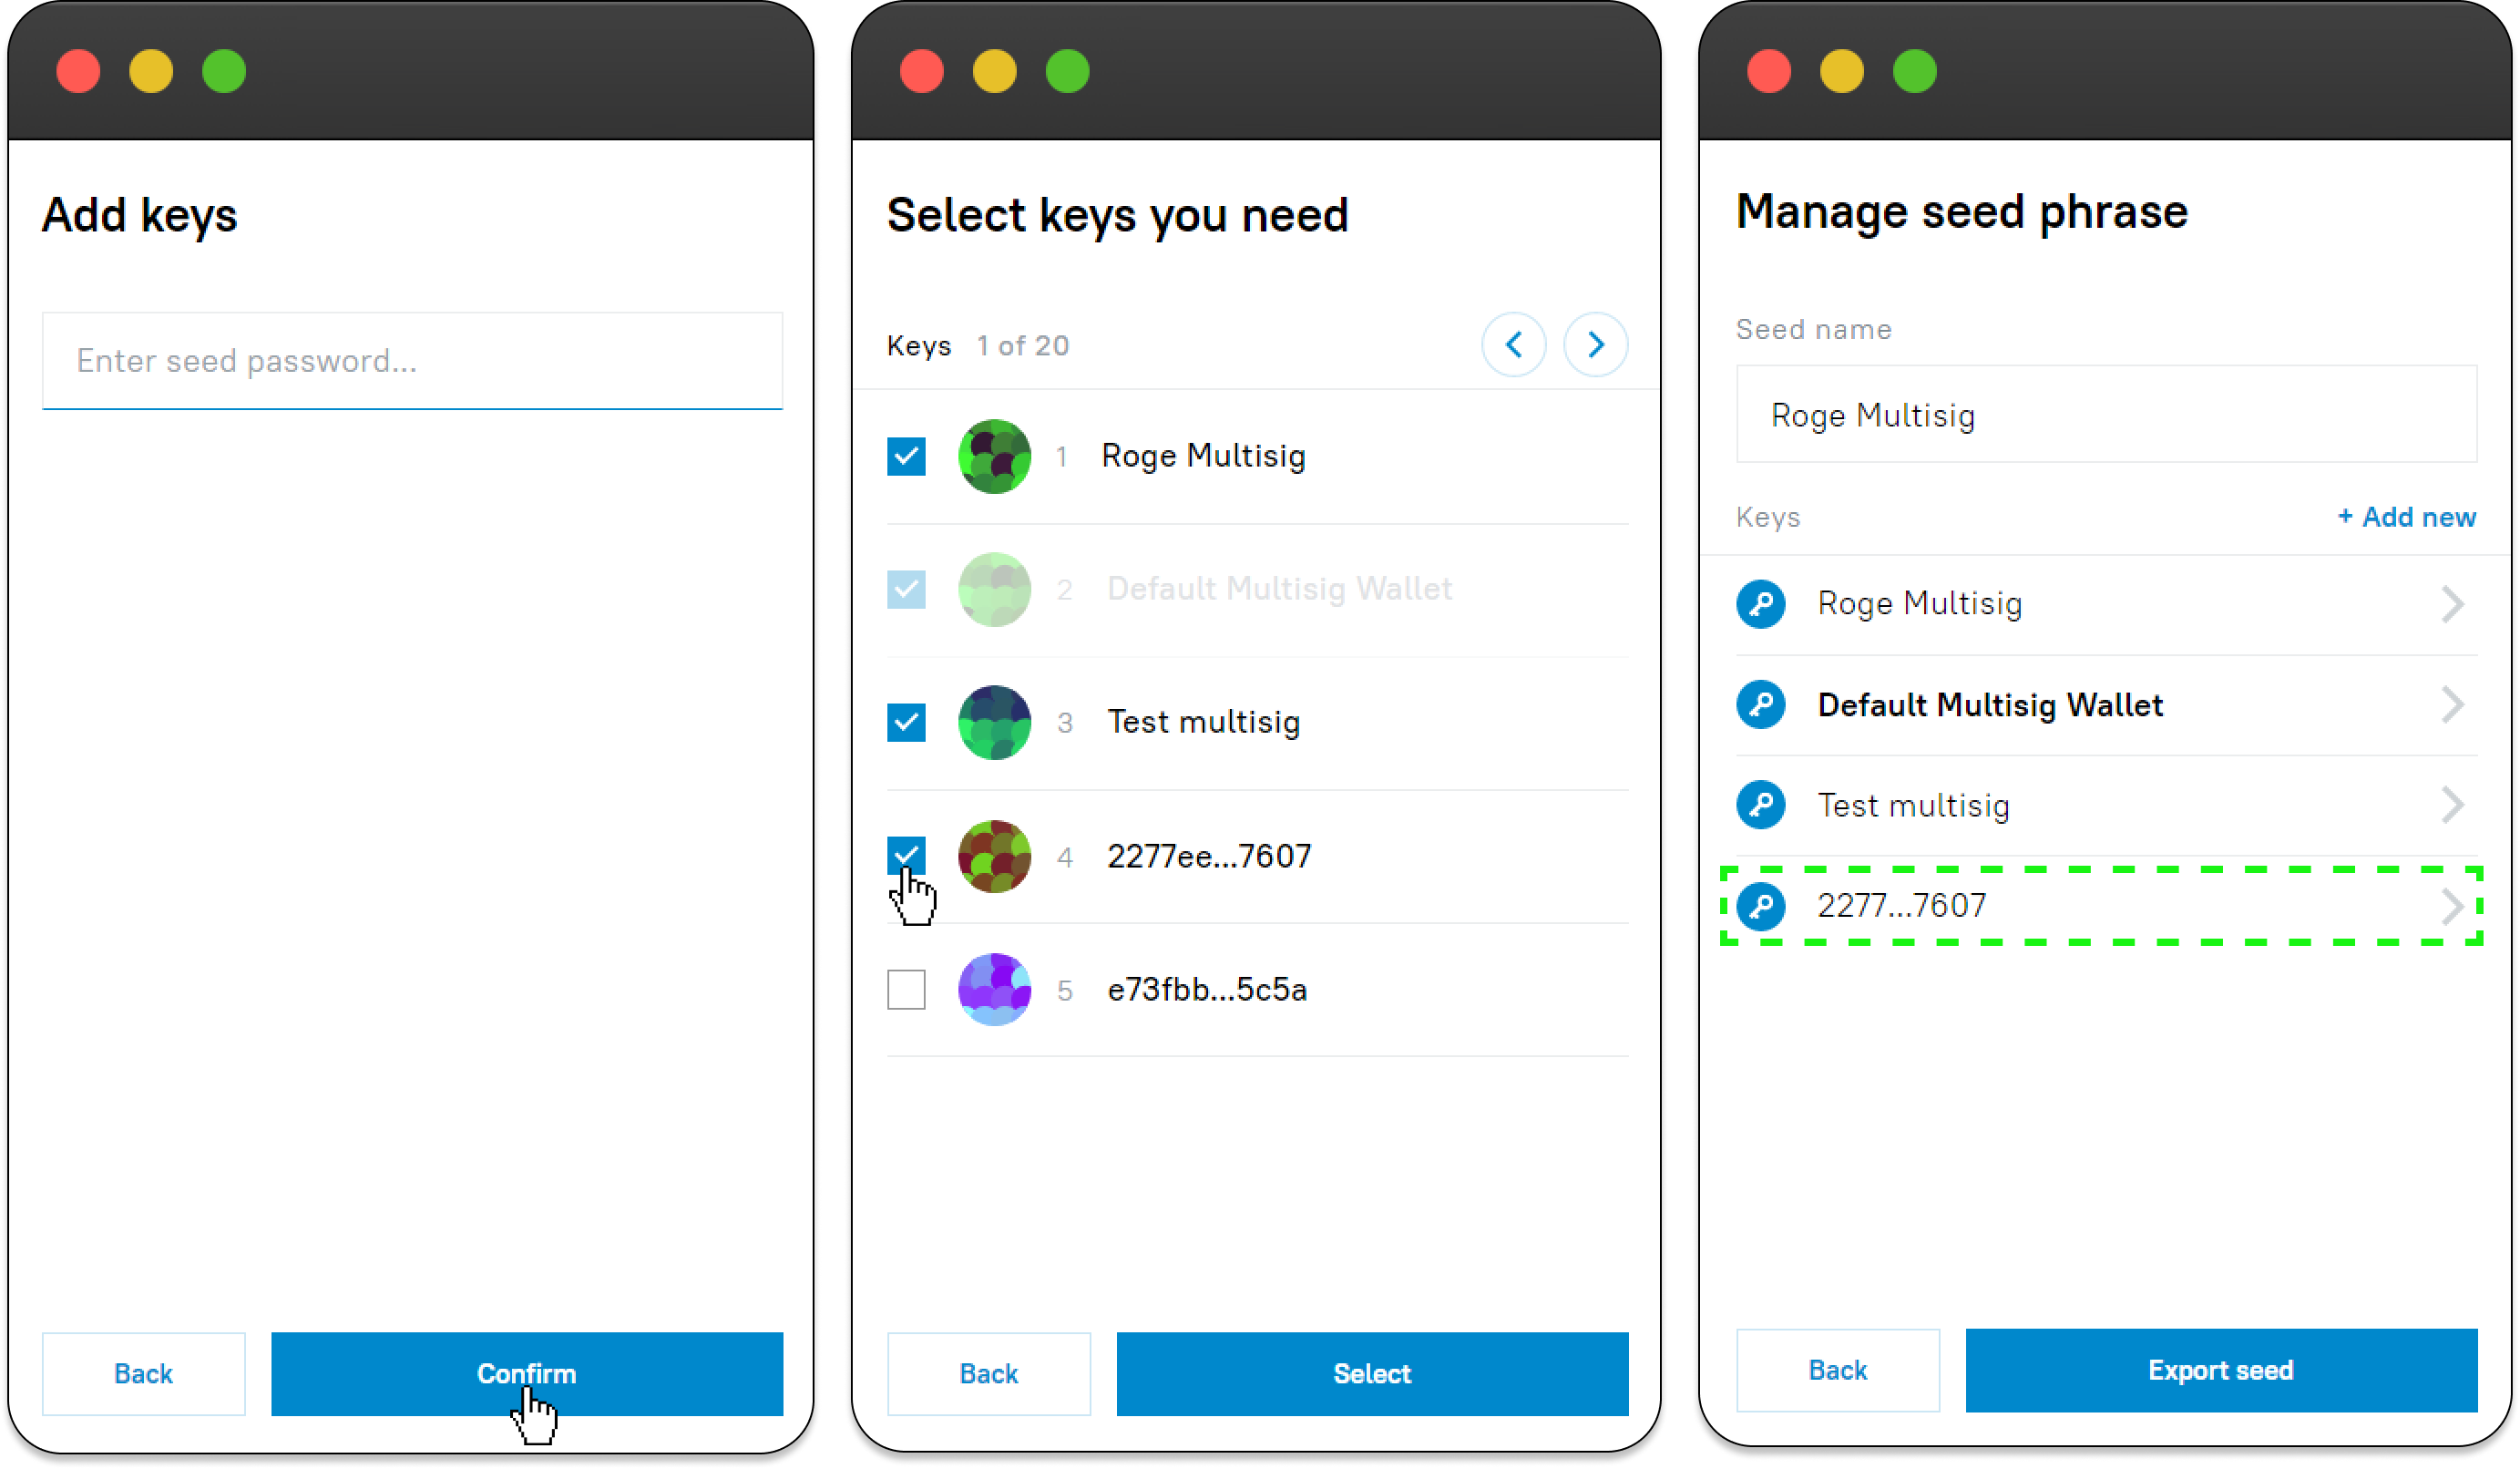 Add keys
Enter seed password...
Back
Confirm
Select keys you need
Keys 1 of 20
1 Roge Multisig
2 Default Multisig Wallet
3 Test multisig
4 2277ee...7607
5 e73fbb...5c5a
Back
Select
Manage seed phrase
Seed name
Roge Multisig
Keys + Add new
Roge Multisig
Default Multisig Wallet
Test multisig
2277...7607
Back
Export seed